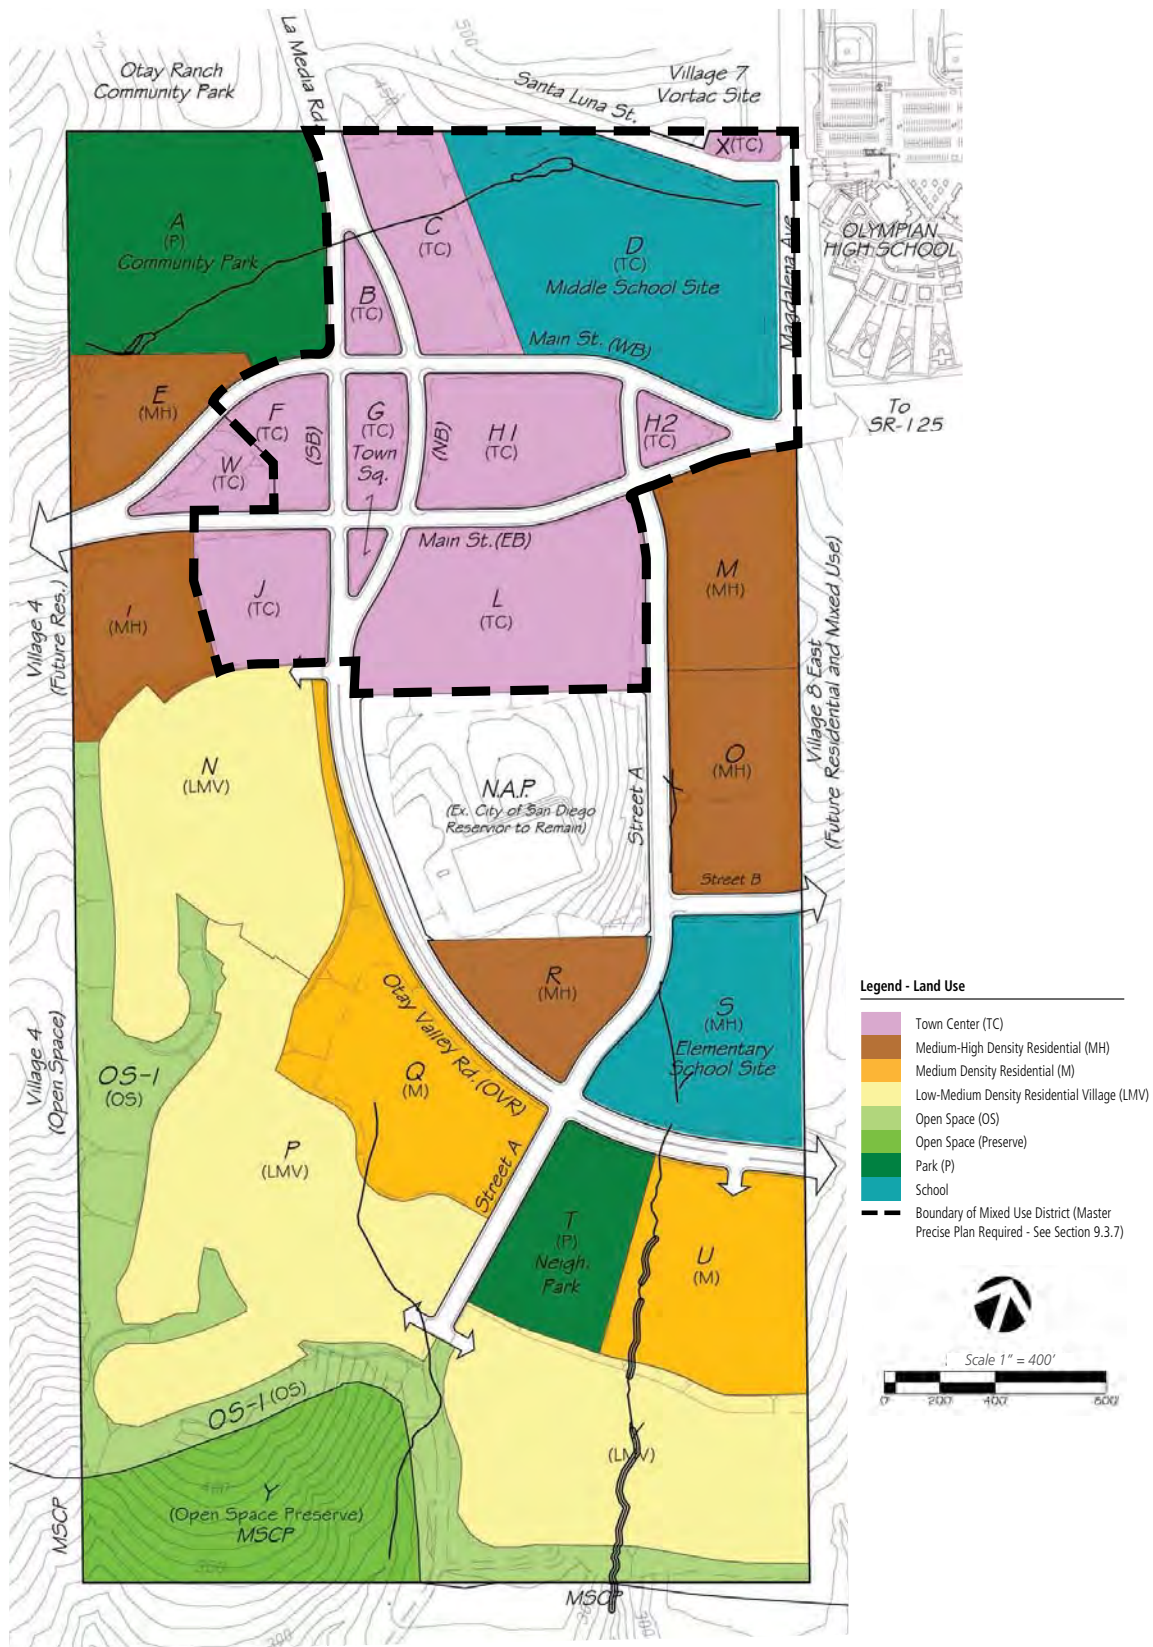 500
Otay Ranch
Community Park
La Media Rd.
450
Santa Luna St.
Village 7
Vortac Site
X(TC)
A
(P)
Community Park
C
(TC)
D
(TC)
Middle School Site
Magdalena Ave
OLYMPIAN
HIGH SCHOOL
B
(TC)
Main St. (WB)
E
(MH)
F
(TC)
(SB)
G
(TC)
Town
Sq.
(NB)
H1
(TC)
H2
(TC)
To
SR-125
W
(TC)
Main St.(EB)
Village 4
(Future Res.)
I
(MH)
J
(TC)
L
(TC)
M
(MH)
Village 8 East
(Future Residential and Mixed Use)
N
(LMV)
N.A.P.
(Ex. City of San Diego
Reservior to Remain)
Street A
O
(MH)
Street B
Otay Valley Rd. (OVR)
R
(MH)
S
(MH)
Elementary
School Site
Village 4
(Open Space)
OS-1
(OS)
Q
(M)
P
(LMV)
Street A
T
(P)
Neigh.
Park
U
(M)
OS-1 (OS)
(LMV)
Y
(Open Space Preserve)
MSCP
MSCP
300
MSCP
300
300
Legend - Land Use
Town Center (TC)
Medium-High Density Residential (MH)
Medium Density Residential (M)
Low-Medium Density Residential Village (LMV)
Open Space (OS)
Open Space (Preserve)
Park (P)
School
Boundary of Mixed Use District (Master
Precise Plan Required - See Section 9.3.7)
Scale 1" = 400'
0' 200' 400' 800'